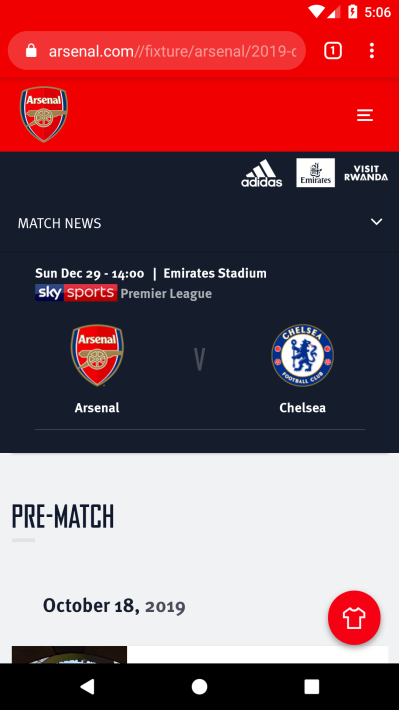 5:06
arsenal.com//fixture/arsenal/2019-
1
Arsenal
adidas
Emirates
VISIT
RWANDA
MATCH NEWS
Sun Dec 29 - 14:00 | Emirates Stadium
sky sports Premier League
Arsenal
V
CHELSEA
FOOTBALL CLUB
Arsenal
Chelsea
PRE-MATCH
October 18, 2019